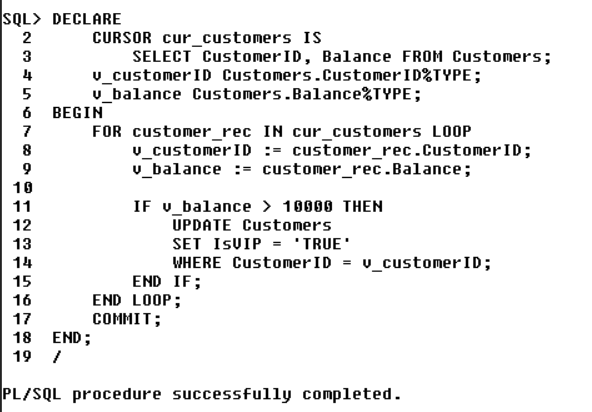 SQL> DECLARE
  2      CURSOR cur_customers IS
  3          SELECT CustomerID, Balance FROM Customers;
  4      v_customerID Customers.CustomerID%TYPE;
  5      v_balance Customers.Balance%TYPE;
  6  BEGIN
  7      FOR customer_rec IN cur_customers LOOP
  8          v_customerID := customer_rec.CustomerID;
  9          v_balance := customer_rec.Balance;
 10
 11          IF v_balance > 10000 THEN
 12              UPDATE Customers
 13              SET IsVIP = 'TRUE'
 14              WHERE CustomerID = v_customerID;
 15          END IF;
 16      END LOOP;
 17      COMMIT;
 18  END;
 19  /
PL/SQL procedure successfully completed.